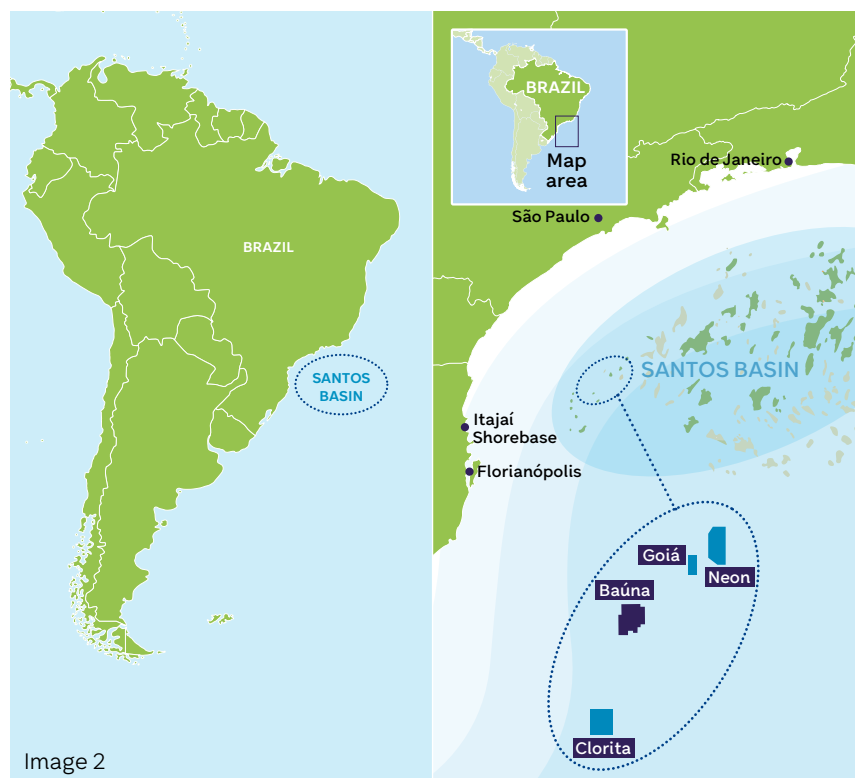 BRAZIL
SANTOS
BASIN
Image 2
BRAZIL
Map
area
Rio de Janeiro
São Paulo
SANTOS BASIN
Itajaí
Shorebase
Florianópolis
Goiá
Neon
Baúna
Clorita